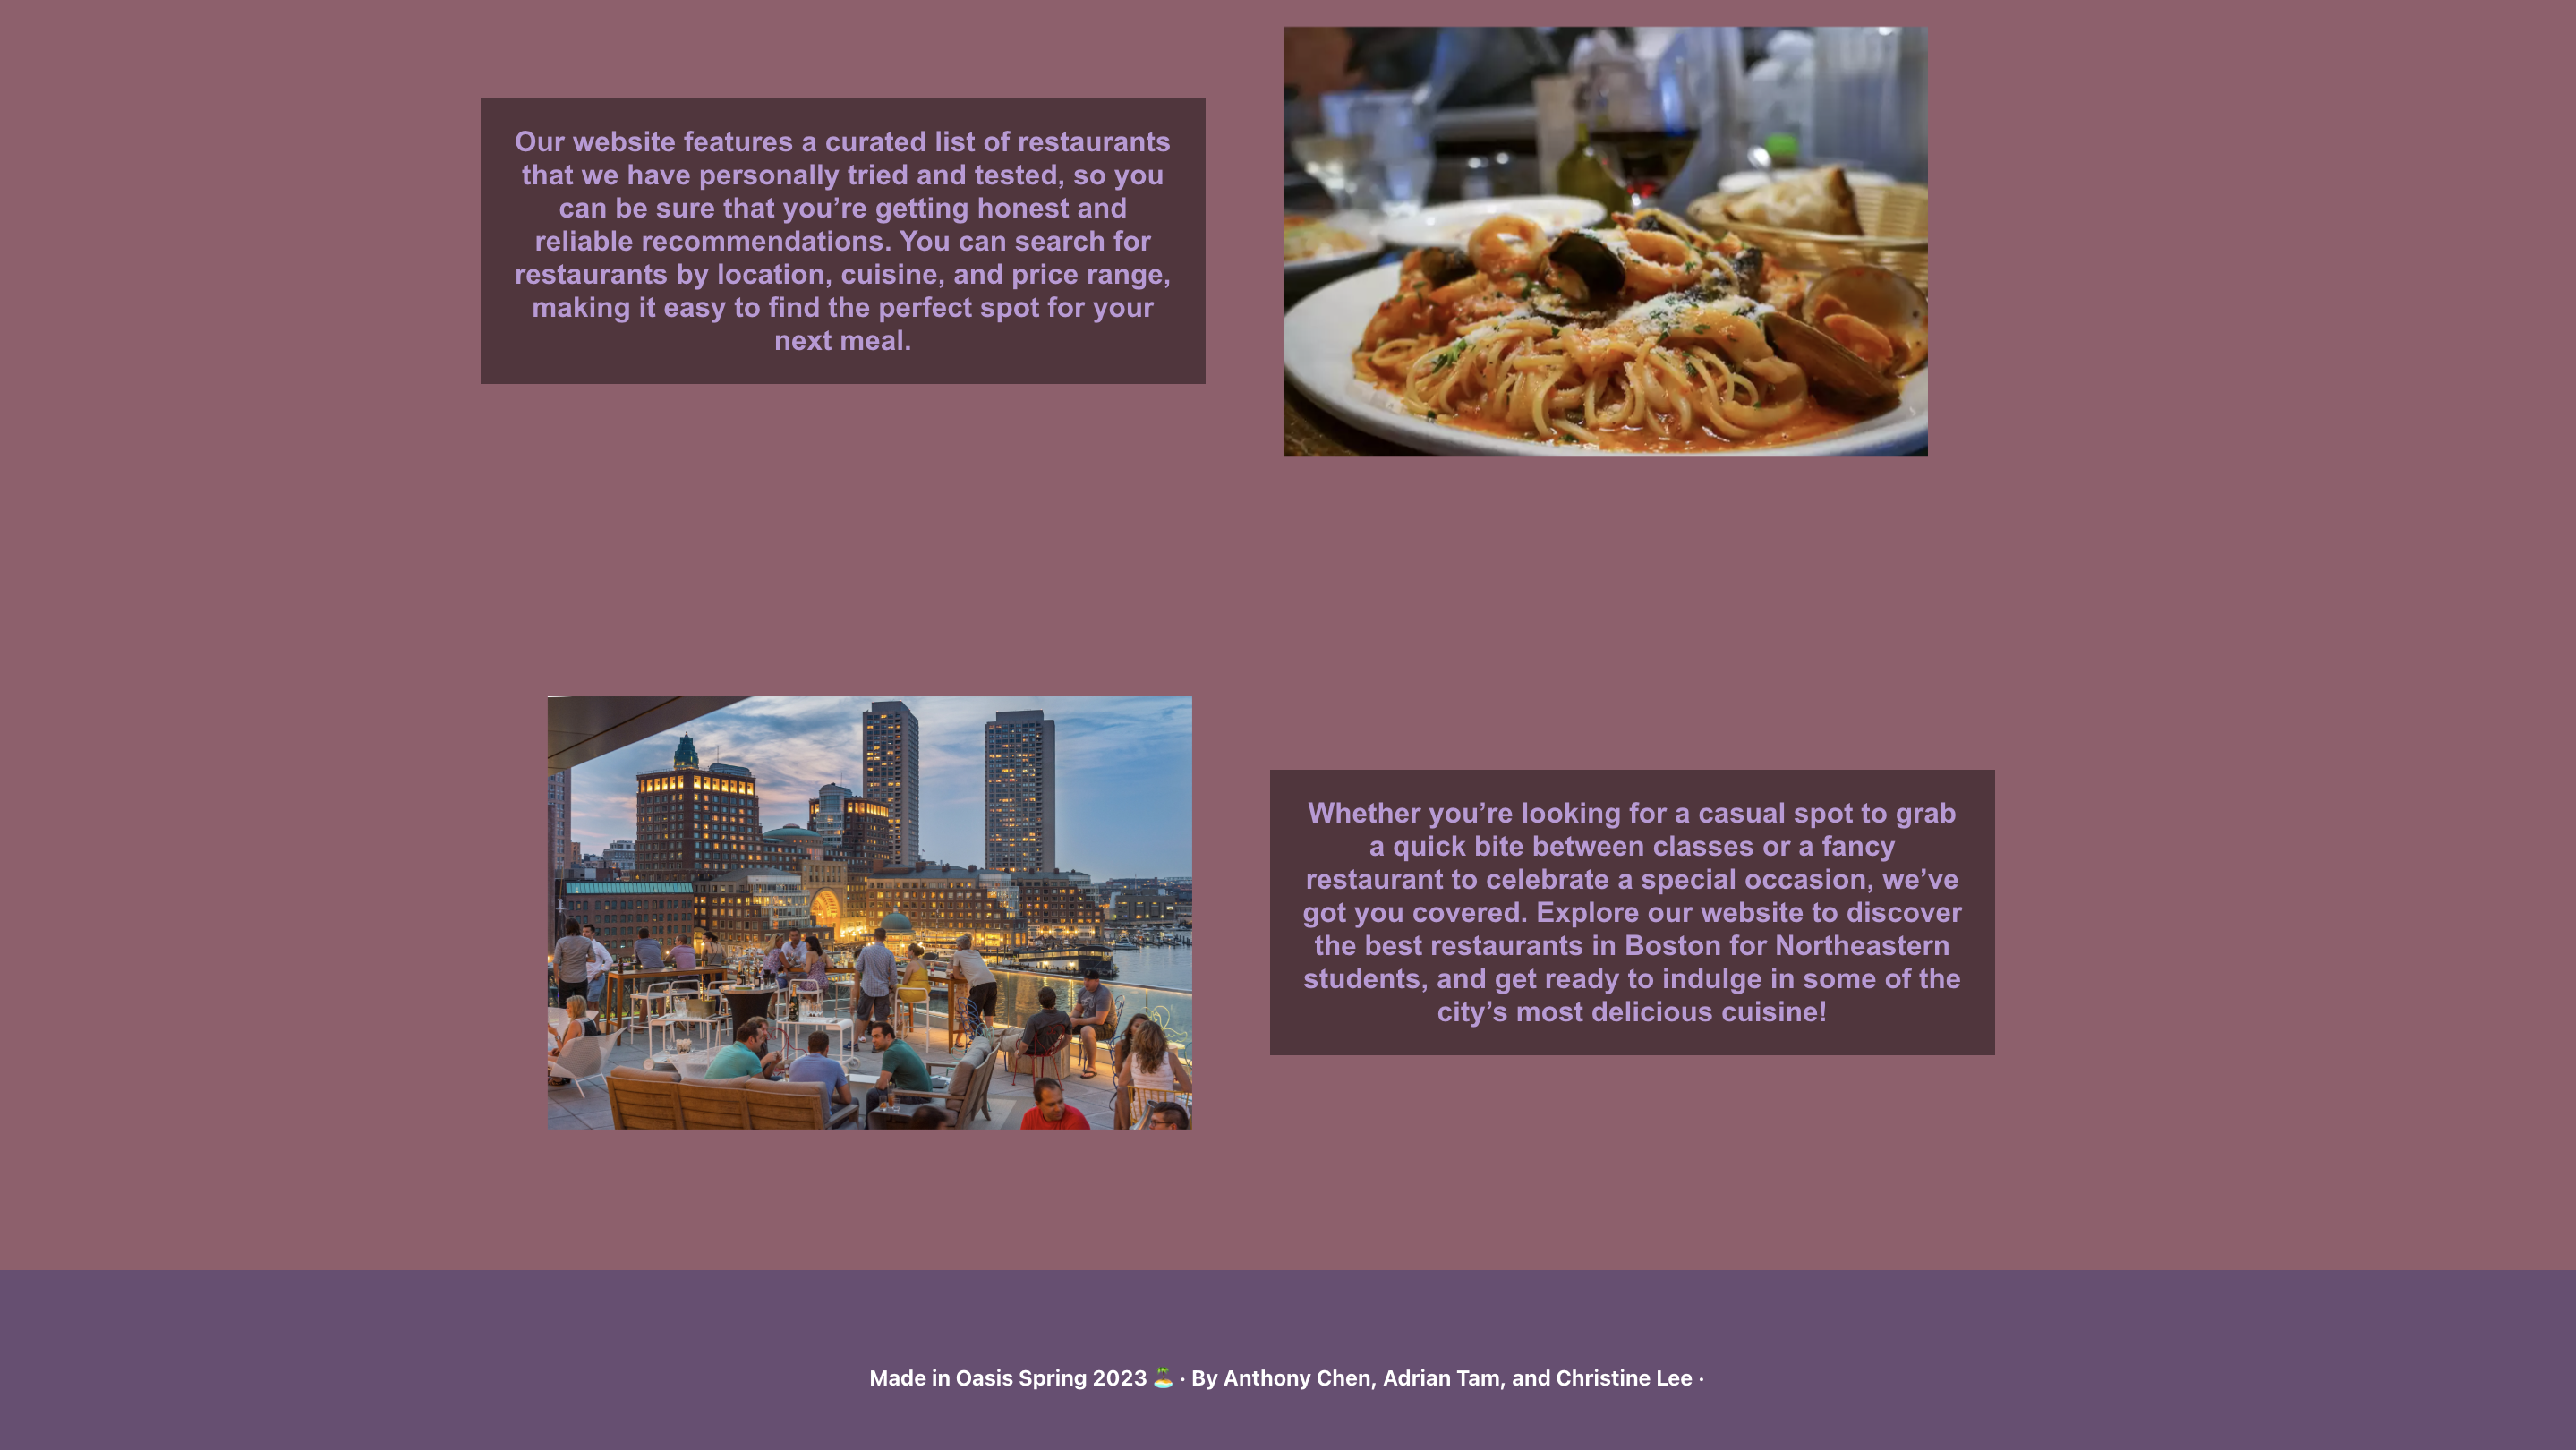 Our website features a curated list of restaurants
that we have personally tried and tested, so you
can be sure that you’re getting honest and
reliable recommendations. You can search for
restaurants by location, cuisine, and price range,
making it easy to find the perfect spot for your
next meal.
Whether you’re looking for a casual spot to grab
a quick bite between classes or a fancy
restaurant to celebrate a special occasion, we’ve
got you covered. Explore our website to discover
the best restaurants in Boston for Northeastern
students, and get ready to indulge in some of the
city’s most delicious cuisine!
Made in Oasis Spring 2023 🏝️ · By Anthony Chen, Adrian Tam, and Christine Lee ·